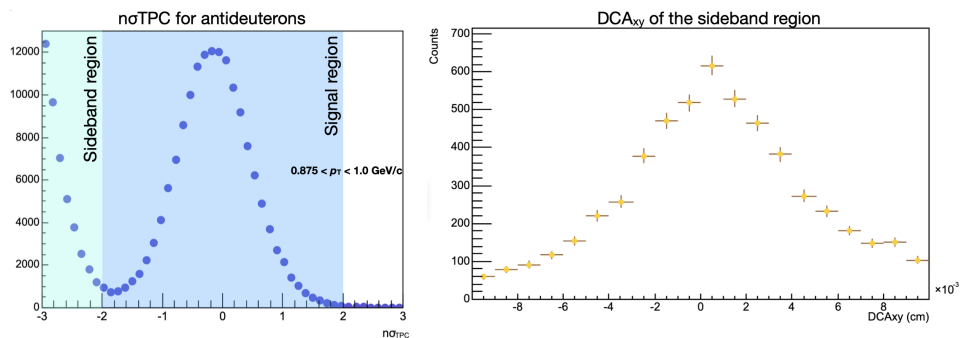 nσTPC for antideuterons
12000
10000
8000
6000
4000
2000
0
Sideband region
Signal region
0.875 < pT < 1.0 GeV/c
-3 -2 -1 0 1 2 3
nσTPC
DCAxy of the sideband region
Counts
700
600
500
400
300
200
100
0
-8 -6 -4 -2 0 2 4 6 8
×10-3
DCAxy (cm)